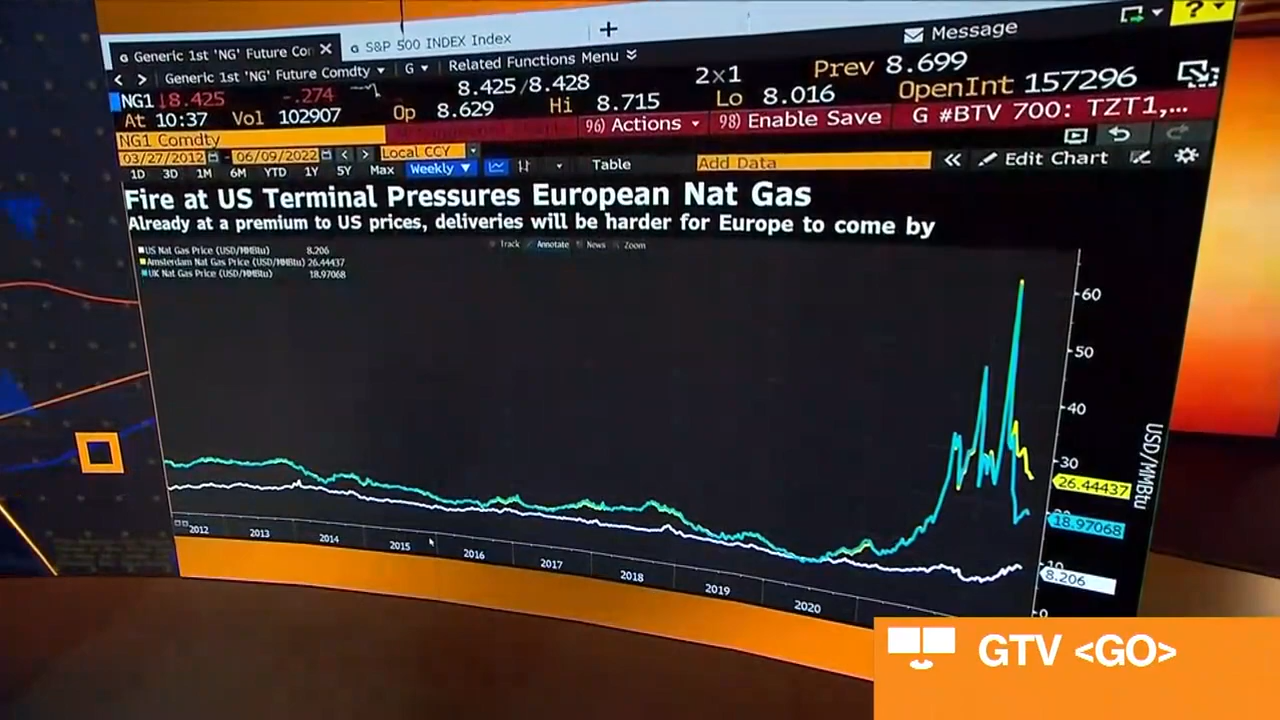 G Generic 1st 'NG' Future Cor ✕ G S&P 500 INDEX Index +
< > Generic 1st 'NG' Future Comdty ▾ G ▾ Related Functions Menu Message
NG1 ↓8.425 -.274 8.425/8.428 2x1 Prev 8.699
At 10:37 Vol 102907 Op 8.629 Hi 8.715 Lo 8.016 OpenInt 157296
NG1 Comdty 96) Actions 98) Enable Save G #BTV 700: TZT1,...
03/27/2012 - 06/09/2022 < > Local CCY
1D 3D 1M 6M YTD 1Y 5Y Max Weekly ▼ Table Add Data « Edit Chart
Fire at US Terminal Pressures European Nat Gas
Already at a premium to US prices, deliveries will be harder for Europe to come by
Track Annotate News Zoom
US Nat Gas Price (USD/MMBtu) 8.206
Amsterdam Nat Gas Price (USD/MMBtu) 26.44437
UK Nat Gas Price (USD/MMBtu) 18.97068
60
50
40
30
26.44437
18.97068
10
8.206
0
USD/MMBtu
2012 2013 2014 2015 2016 2017 2018 2019 2020
GTV <GO>